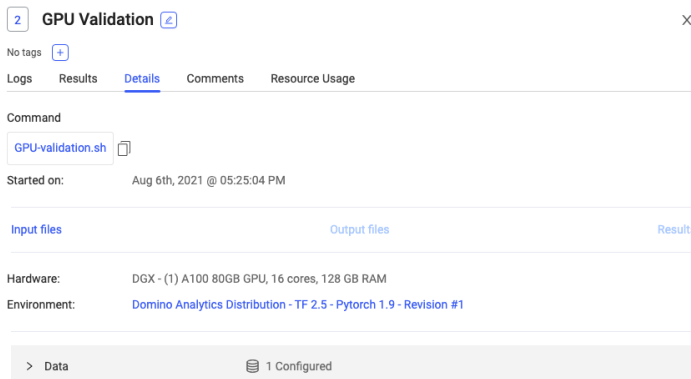 2 GPU Validation
No tags +
Logs Results Details Comments Resource Usage
Command
GPU-validation.sh
Started on: Aug 6th, 2021 @ 05:25:04 PM
Input files Output files Result
Hardware: DGX - (1) A100 80GB GPU, 16 cores, 128 GB RAM
Environment: Domino Analytics Distribution - TF 2.5 - Pytorch 1.9 - Revision #1
> Data 1 Configured